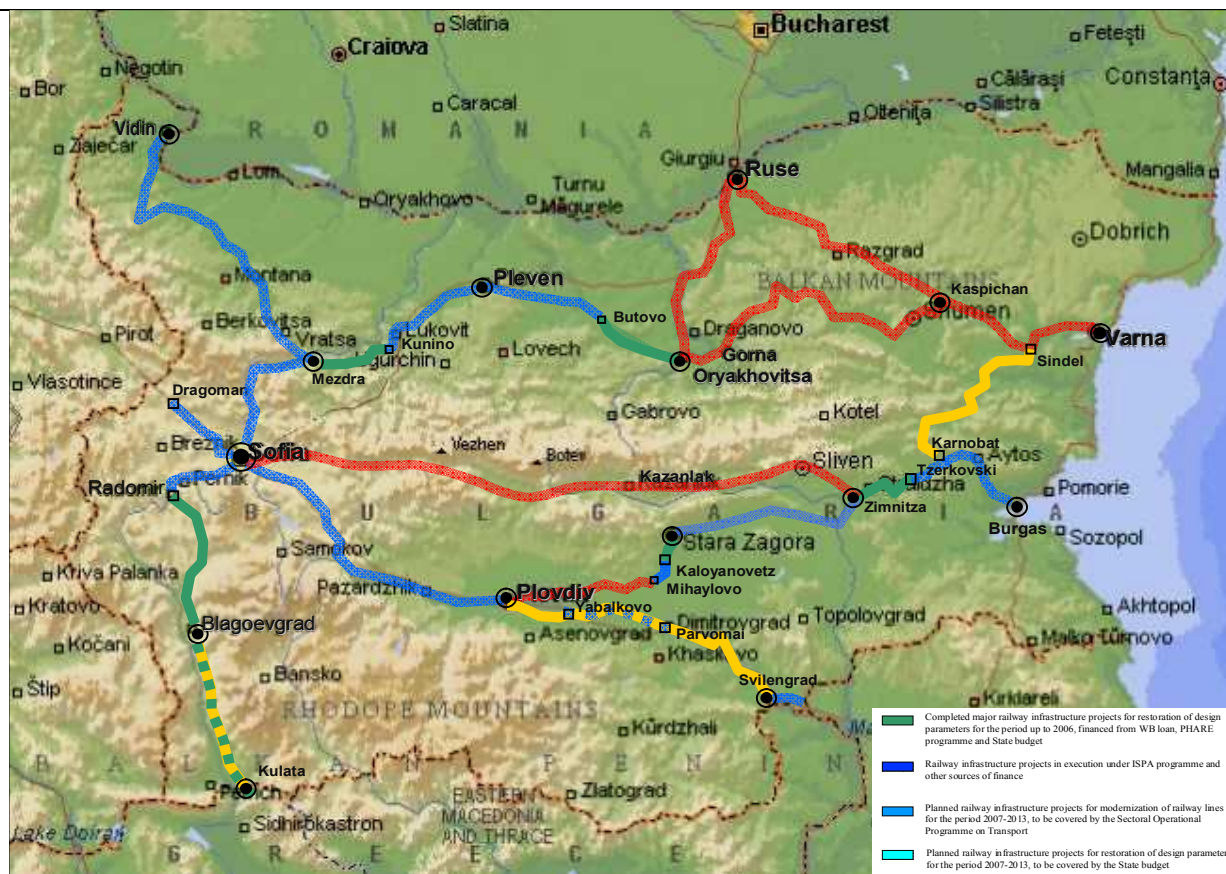 Bucharest
Slatina
Craiova
Feteşti
Negotin
Bor
Călăraşi
Constanţa
Caracal
Silistra
Olteniţa
Vidin
R O M A N I A
Zaječar
Giurgiu
Mangalia
Lom
Ruse
Oryakhovo
Turnu
Măgurele
Dobrich
Razgrad
Montana
BALKAN MOUNTAINS
Pleven
Kaspichan
Shumen
Butovo
Berkovitsa
Pirot
Vratsa
Lukovit
Draganovo
Varna
Kunino
Lovech
Gorna
Oryakhovitsa
Sindel
Mezdra
Vlasotince
Dragoman
Gabrovo
Kotel
Breznik
Sofia
Vezhen
Botev
Karnobat
Aytos
Sliven
Tzerkovski
Pernik
Kazanlak
Radomir
Pomorie
Zimnitza
B U L G A R I A
Burgas
Sozopol
Stara Zagora
Samokov
Kaloyanovetz
Kriva Palanka
Pazardzhik
Mihaylovo
Plovdiv
Kratovo
Yabalkovo
Akhtopol
Topolovgrad
Blagoevgrad
Dimitrovgrad
Parvomai
Asenovgrad
Malko Tŭrnovo
Kočani
Khaskovo
Bansko
Svilengrad
Štip
Kirklareli
RHODOPE MOUNTAINS
Kŭrdzhali
B A L K A N P E N I N
Kulata
Petrich
Zlatograd
EASTERN
MACEDONIA
AND THRACE
Sidhirókastron
Lake Doiran
G R E E C E
Completed major railway infrastructure projects for restoration of design
parameters for the period up to 2006, financed from WB loan, PHARE
programme and State budget
Railway infrastructure projects in execution under ISPA programme and
other sources of finance
Planned railway infrastructure projects for modernization of railway lines
for the period 2007-2013, to be covered by the Sectoral Operational
Programme on Transport
Planned railway infrastructure projects for restoration of design parameter
for the period 2007-2013, to be covered by the State budget